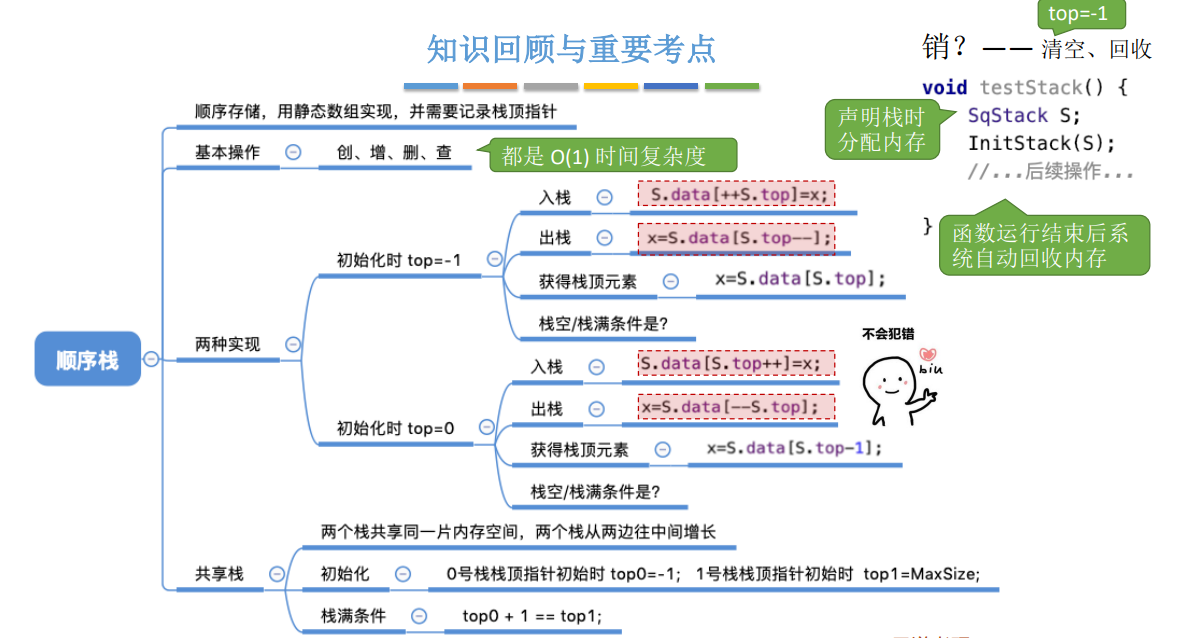 知识回顾与重要考点
top=-1
销？—— 清空、回收
void testStack() {
SqStack S;
InitStack(S);
//...后续操作...
}
声明栈时
分配内存
函数运行结束后系
统自动回收内存
顺序栈
顺序存储，用静态数组实现，并需要记录栈顶指针
基本操作
创、增、删、查
都是 O(1) 时间复杂度
两种实现
初始化时 top=-1
入栈
S.data[++S.top]=x;
出栈
x=S.data[S.top--];
获得栈顶元素
x=S.data[S.top];
栈空/栈满条件是?
初始化时 top=0
入栈
S.data[S.top++]=x;
出栈
x=S.data[--S.top];
获得栈顶元素
x=S.data[S.top-1];
栈空/栈满条件是?
不会犯错
biu
共享栈
两个栈共享同一片内存空间，两个栈从两边往中间增长
初始化
0号栈栈顶指针初始时 top0=-1； 1号栈栈顶指针初始时 top1=MaxSize;
栈满条件
top0 + 1 == top1;